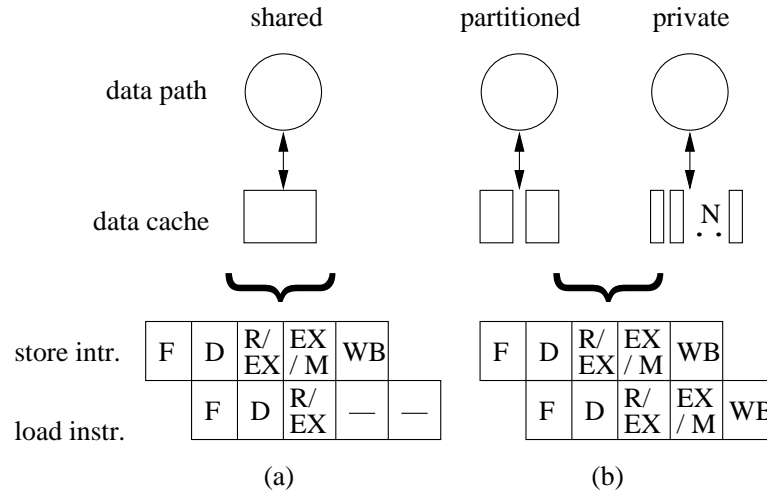 shared partitioned private
data path
data cache N
. .
store intr. F D R/ EX EX / M WB F D R/ EX EX / M WB
load instr. F D R/ EX — — F D R/ EX EX / M WB
(a) (b)